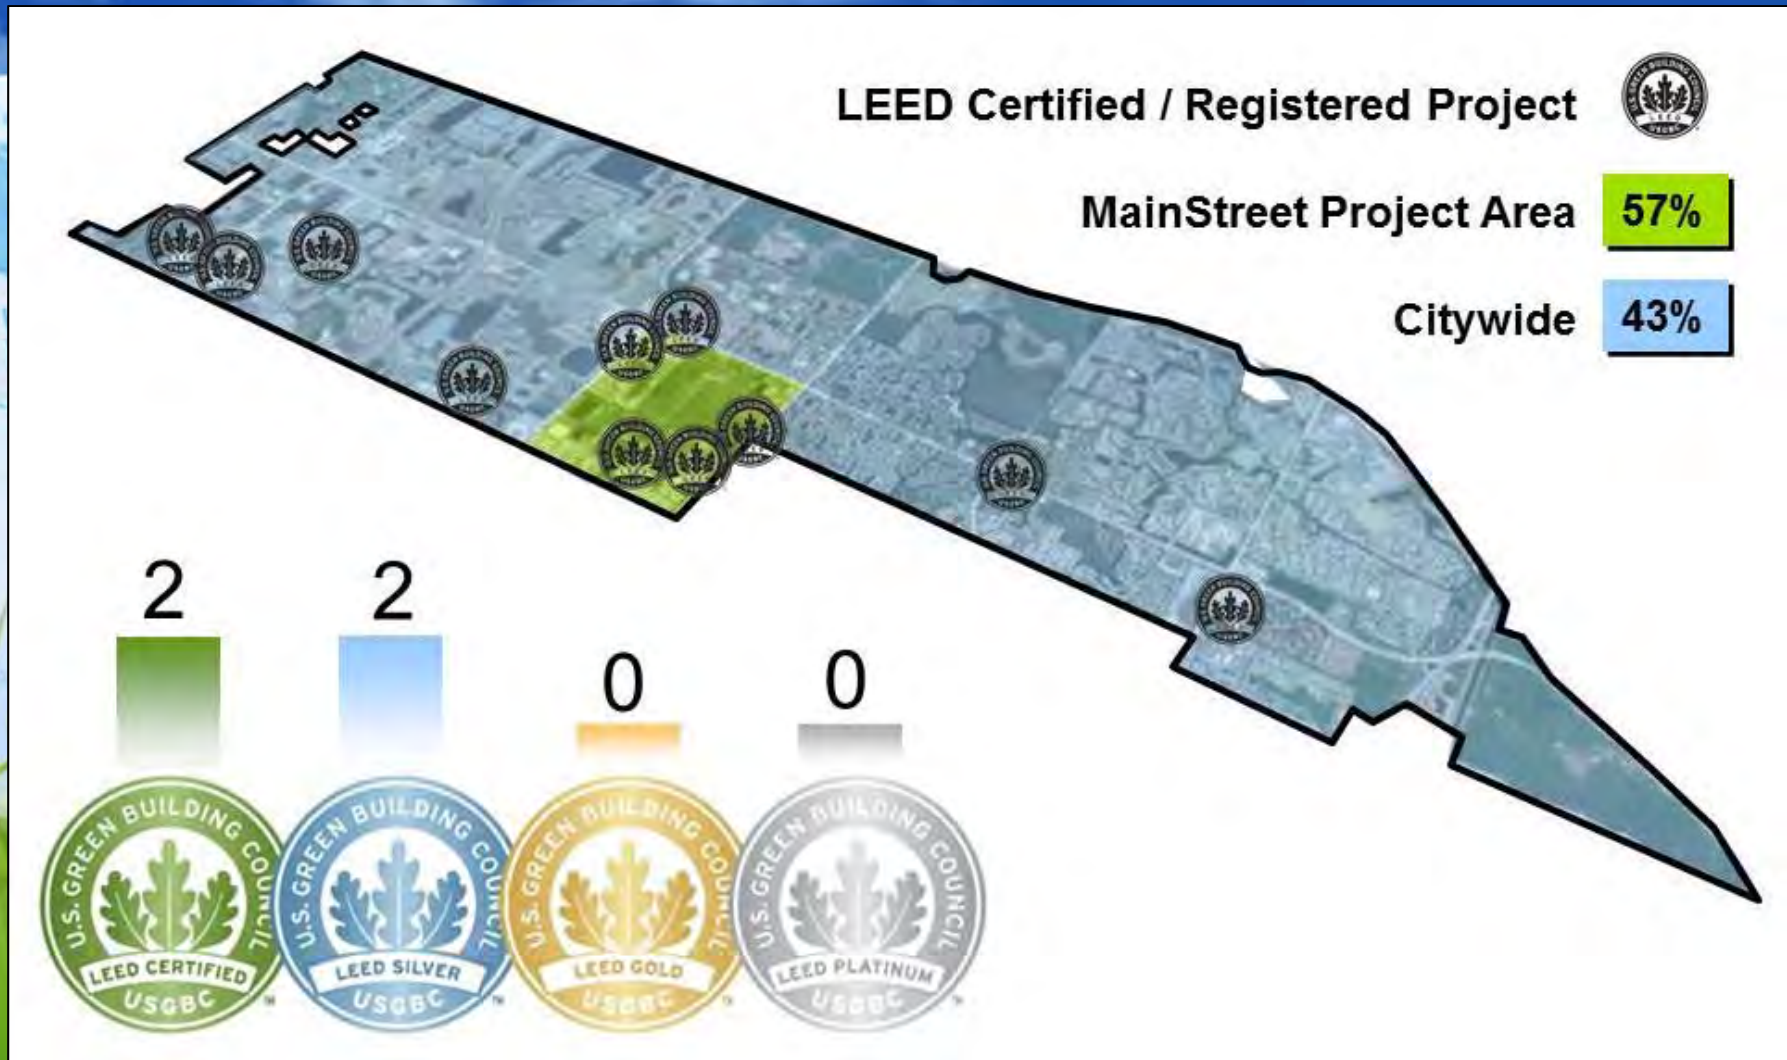 LEED Certified / Registered Project
MainStreet Project Area 57%
Citywide 43%
2 2 0 0
U.S. GREEN BUILDING COUNCIL
LEED CERTIFIED
USGBC
U.S. GREEN BUILDING COUNCIL
LEED SILVER
USGBC
U.S. GREEN BUILDING COUNCIL
LEED GOLD
USGBC
U.S. GREEN BUILDING COUNCIL
LEED PLATINUM
USGBC